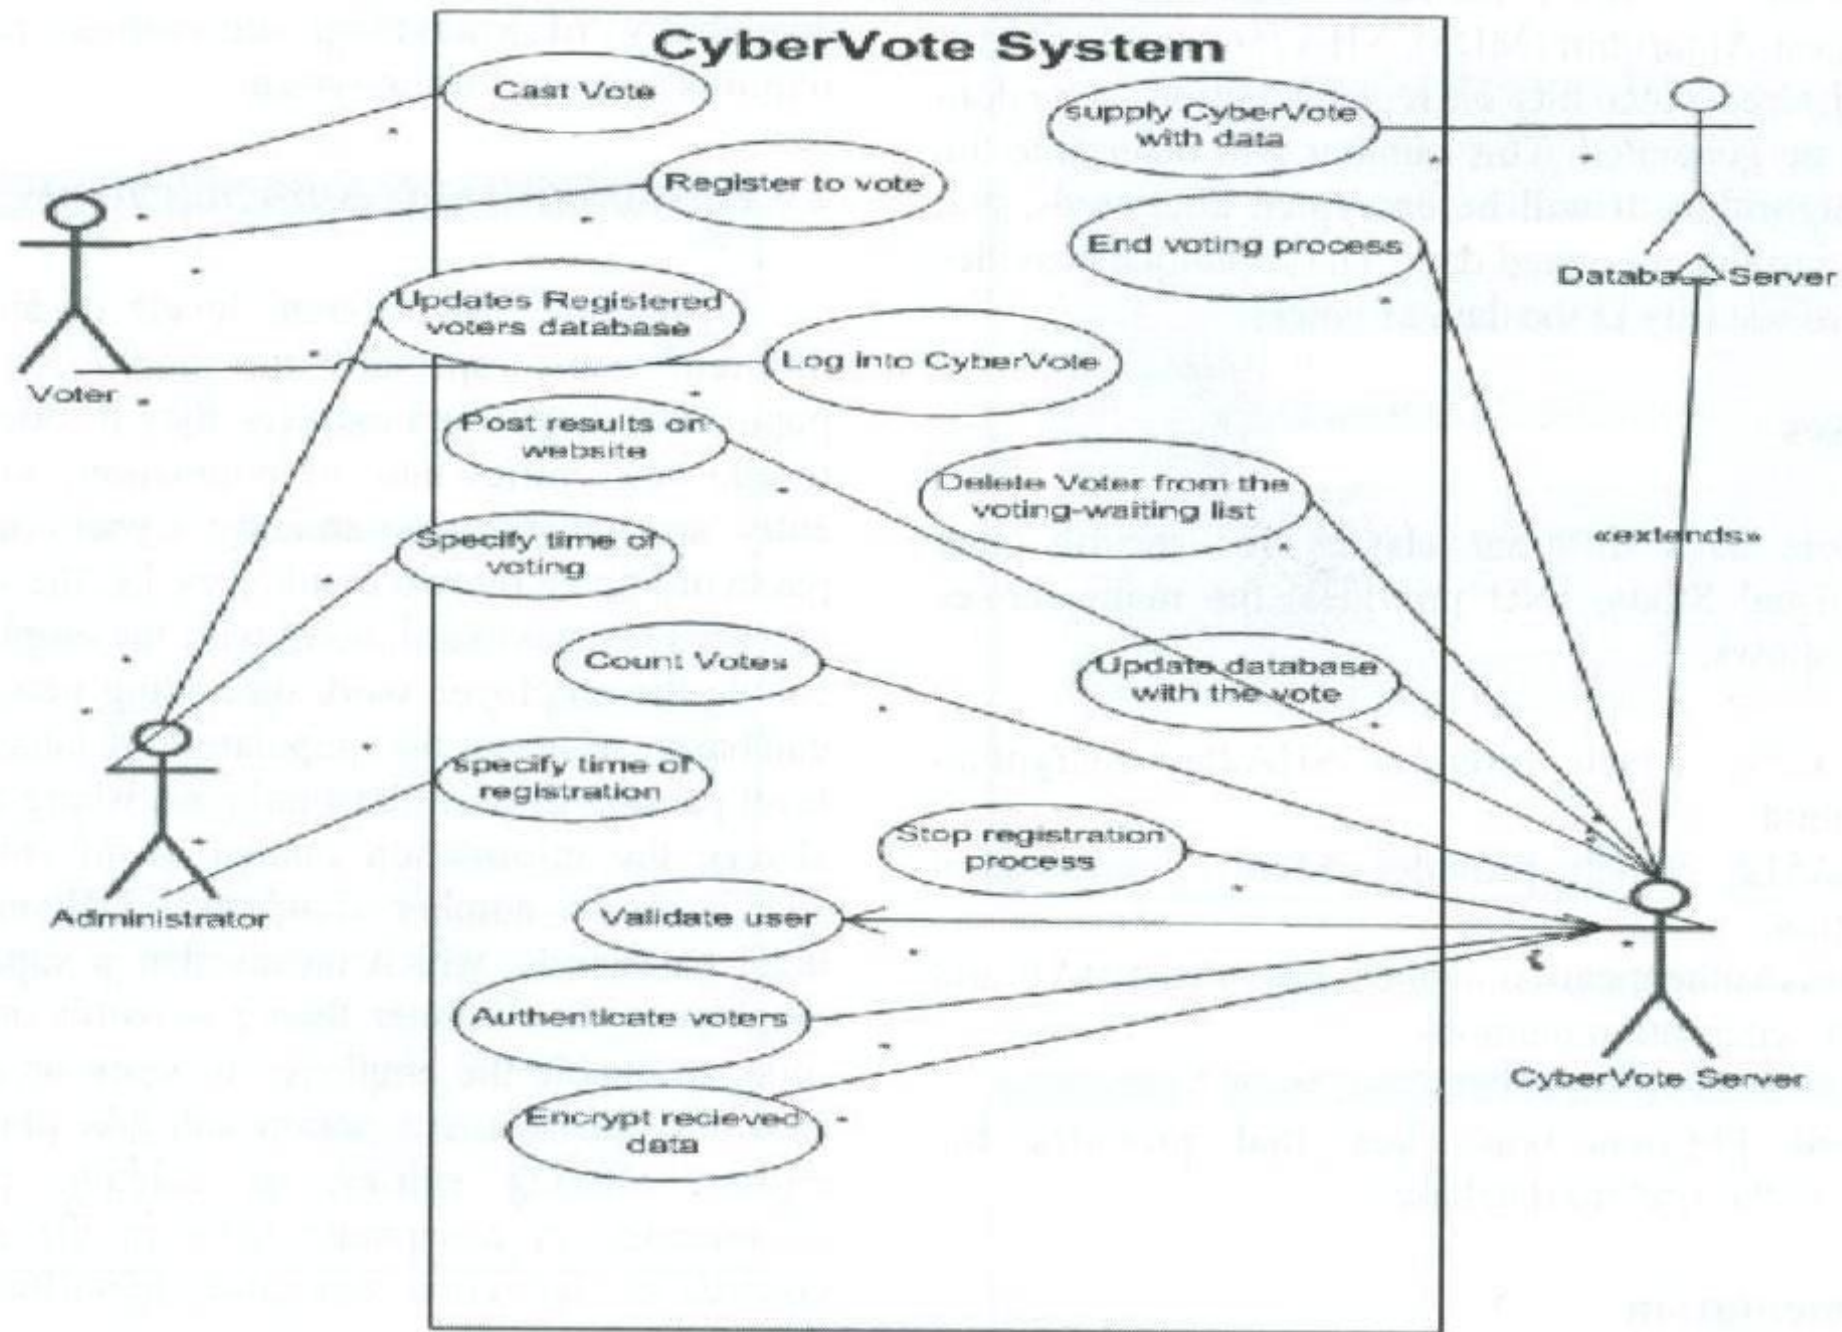 CyberVote System
Cast Vote
supply CyberVote
with data
Register to vote
End voting process
Database Server
Updates Registered
voters database
Log into CyberVote
Voter
Post results on
website
Delete Voter from the
voting-waiting list
«extends»
Specify time of
voting
Count Votes
Update database
with the vote
specify time of
registration
Stop registration
process
Administrator
Validate user
Authenticate voters
CyberVote Server
Encrypt recieved
data